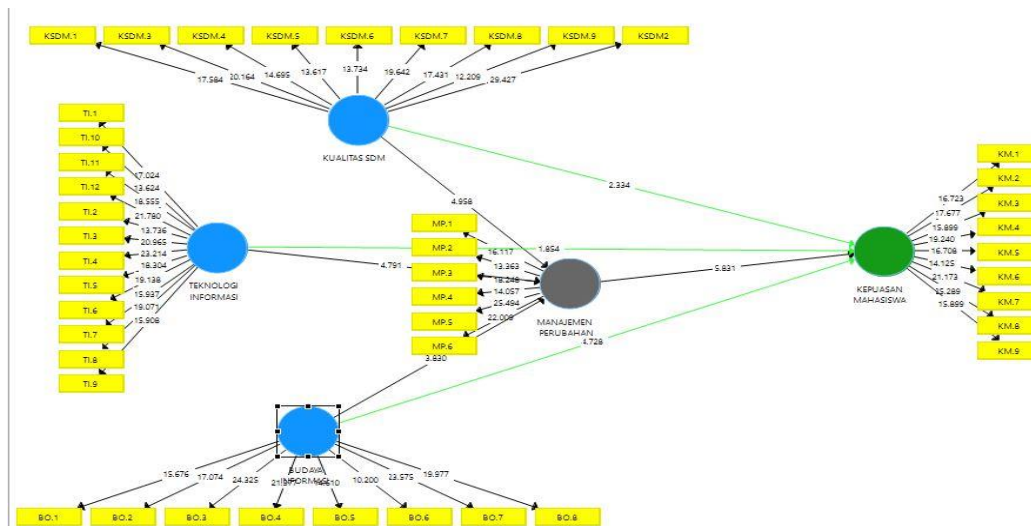 KSDM.1 KSDM.3 KSDM.4 KSDM.5 KSDM.6 KSDM.7 KSDM.8 KSDM.9 KSDM2
17.584 20.164 14.695 13.617 13.734 19.642 17.431 12.209 29.427
KUALITAS SDM
TI.1
TI.10
TI.11
TI.12
TI.2
TI.3
TI.4
TI.5
TI.6
TI.7
TI.8
TI.9
17.024
13.624
18.555
21.780
13.736
20.965
23.214
18.304
19.138
15.937
19.071
15.908
TEKNOLOGI
INFORMASI
4.958
2.334
1.854
4.791
5.831
3.830
4.728
MP.1
MP.2
MP.3
MP.4
MP.5
MP.6
16.117
13.363
18.248
14.057
25.494
22.008
MANAJEMEN
PERUBAHAN
KM.1
KM.2
KM.3
KM.4
KM.5
KM.6
KM.7
KM.8
KM.9
16.723
17.677
15.899
19.240
16.708
14.125
21.173
25.289
15.899
KEPUASAN
MAHASISWA
BUDAYA
INFORMASI
15.676 17.074 24.325 10.200 23.575 19.977
BO.1 BO.2 BO.3 BO.4 BO.5 BO.6 BO.7 BO.8